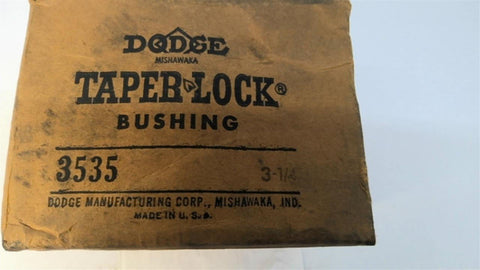 DODGE
MISHAWAKA
TAPER-LOCK®
BUSHING
3535 3-1/4
DODGE MANUFACTURING CORP., MISHAWAKA, IND.
MADE IN U.S.A.